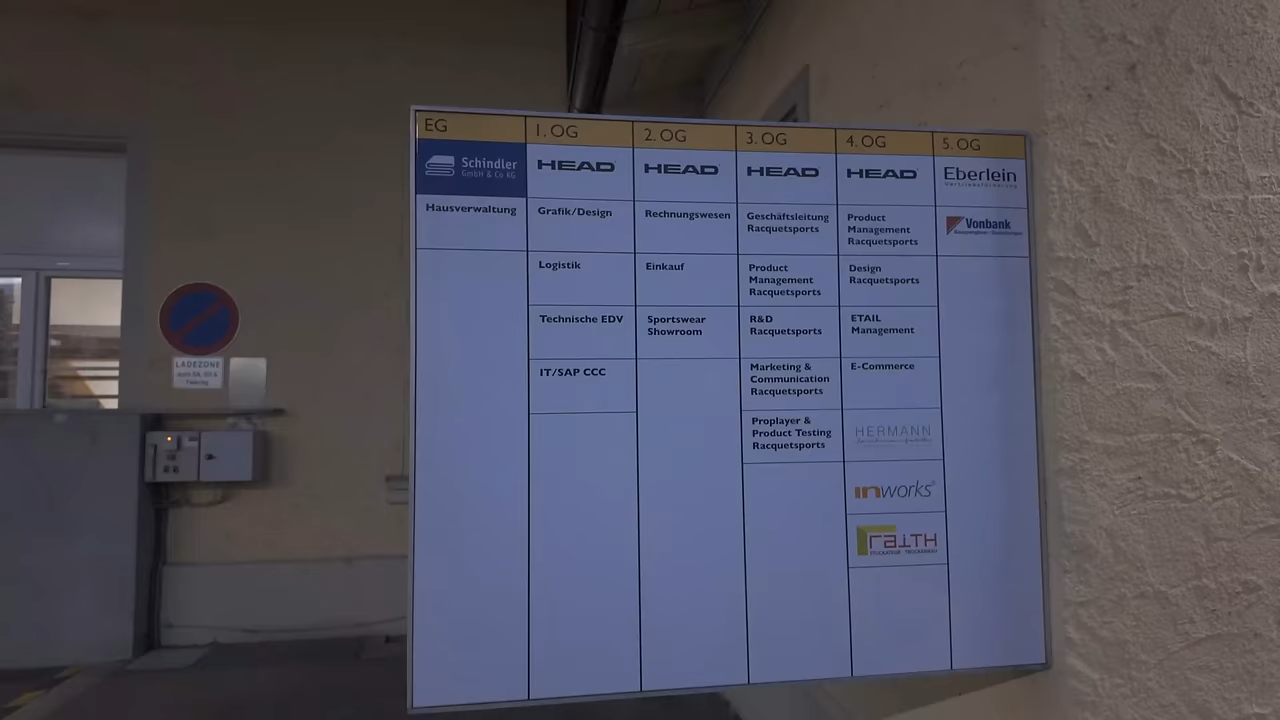 EG
Schindler
GmbH & Co KG
Hausverwaltung
1. OG
HEAD
Grafik/Design
Logistik
Technische EDV
IT/SAP CCC
2. OG
HEAD
Rechnungswesen
Einkauf
Sportswear
Showroom
3. OG
HEAD
Geschäftsleitung
Racquetsports
Product
Management
Racquetsports
R&D
Racquetsports
Marketing &
Communication
Racquetsports
Proplayer &
Product Testing
Racquetsports
4. OG
HEAD
Product
Management
Racquetsports
Design
Racquetsports
ETAIL
Management
E-Commerce
HERMANN
inworks®
raith
STUCKATEUR TROCKENBAU
5. OG
Eberlein
Vertriebsförderung
Vonbank
LADEZONE